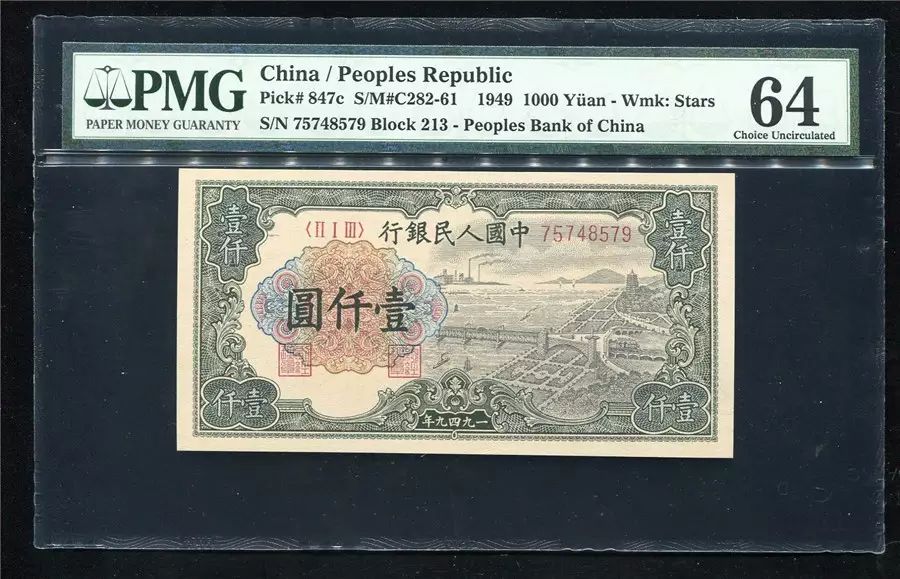 PMG
PAPER MONEY GUARANTY
China / Peoples Republic
Pick# 847c S/M#C282-61 1949 1000 Yüan - Wmk: Stars
S/N 75748579 Block 213 - Peoples Bank of China
64
Choice Uncirculated
壹仟
〈Ⅱ Ⅰ Ⅲ〉
中國人民銀行
75748579
壹仟
壹仟圓
壹仟
一九四九年
壹仟